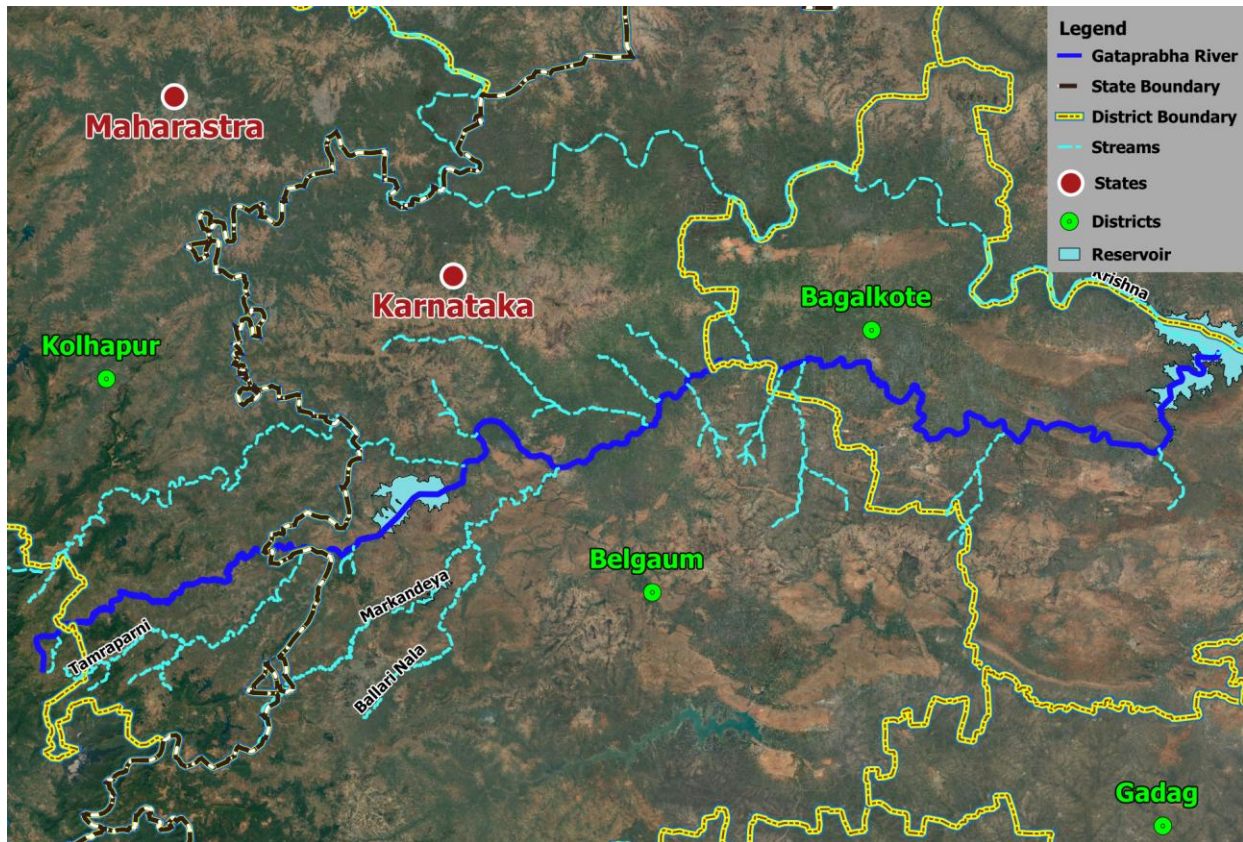 Legend
Gataprabha River
State Boundary
District Boundary
Streams
States
Districts
Reservoir
Maharastra
Karnataka
Krishna
Bagalkote
Kolhapur
Belgaum
Markandeya
Tamraparni
Ballari Nala
Gadag